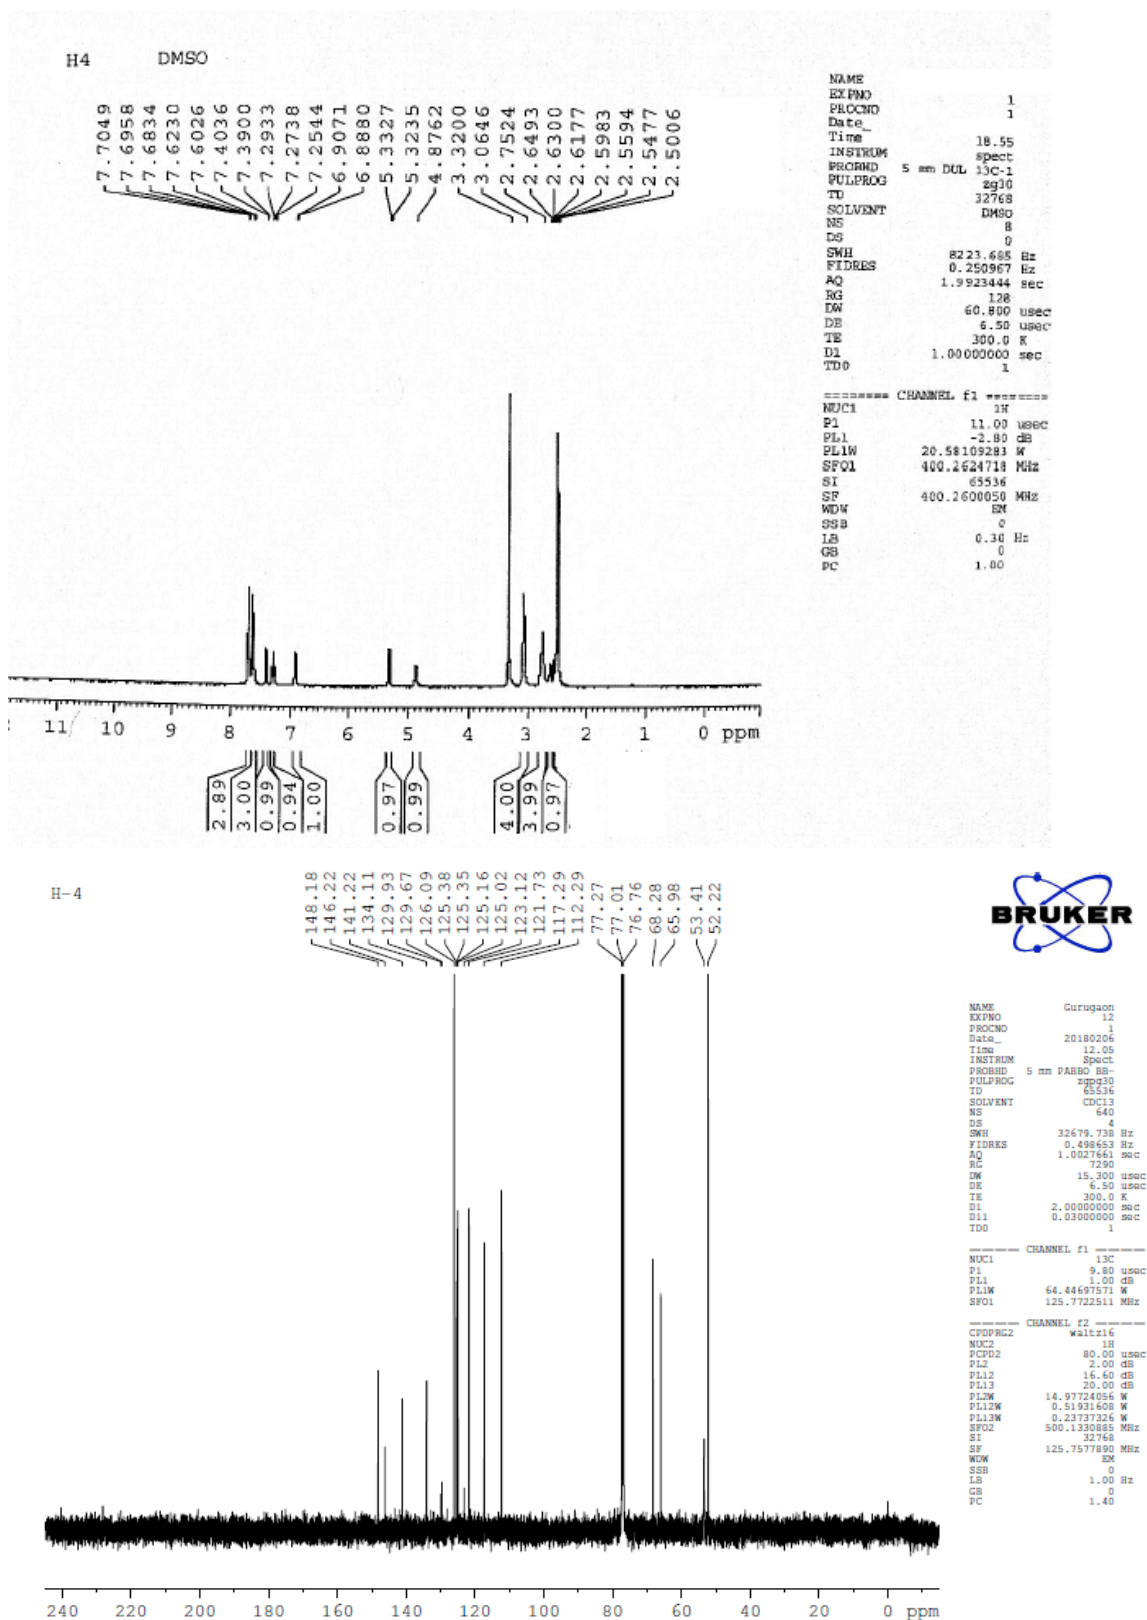 H4 DMSO
7.7049
7.6958
7.6834
7.6230
7.6026
7.4036
7.3900
7.2933
7.2738
7.2544
6.9071
6.8880
5.3327
5.3235
4.8762
3.3200
3.0646
2.7524
2.6493
2.6300
2.6177
2.5983
2.5594
2.5477
2.5006
NAME
EXPNO 1
PROCNO 1
Date_
Time 18.55
INSTRUM spect
PROBHD 5 mm DUL 13C-1
PULPROG zg30
TD 32768
SOLVENT DMSO
NS 8
DS 0
SWH 8223.685 Hz
FIDRES 0.250967 Hz
AQ 1.9923444 sec
RG 128
DW 60.800 usec
DE 6.50 usec
TE 300.0 K
D1 1.00000000 sec
TD0 1
======== CHANNEL f1 ========
NUC1 1H
P1 11.00 usec
PL1 -2.80 dB
PL1W 20.58109283 W
SFO1 400.2624718 MHz
SI 65536
SF 400.2600050 MHz
WDW EM
SSB 0
LB 0.30 Hz
GB 0
PC 1.00
11 10 9 8 7 6 5 4 3 2 1 0 ppm
2.89
3.00
0.99
0.94
1.00
0.97
0.99
4.00
3.99
0.97
H-4
148.18
146.22
141.22
134.11
129.93
129.67
126.09
125.38
125.35
125.16
125.02
123.12
121.73
117.29
112.29
77.27
77.01
76.76
68.28
65.98
53.41
52.22
BRUKER
NAME Gurugaon
EXPNO 12
PROCNO 1
Date_ 20180206
Time 12.05
INSTRUM Spect
PROBHD 5 mm PABBO BB-
PULPROG zgpg30
TD 65536
SOLVENT CDCl3
NS 640
DS 4
SWH 32679.738 Hz
FIDRES 0.498653 Hz
AQ 1.0027661 sec
RG 7290
DW 15.300 usec
DE 6.50 usec
TE 300.0 K
D1 2.00000000 sec
D11 0.03000000 sec
TD0 1
======== CHANNEL f1 ========
NUC1 13C
P1 9.80 usec
PL1 1.00 dB
PL1W 64.44697571 W
SFO1 125.7722511 MHz
======== CHANNEL f2 ========
CPDPRG2 waltz16
NUC2 1H
PCPD2 80.00 usec
PL2 2.00 dB
PL12 16.60 dB
PL13 20.00 dB
PL2W 14.97724056 W
PL12W 0.51931608 W
PL13W 0.23737326 W
SFO2 500.1330885 MHz
SI 32768
SF 125.7577890 MHz
WDW EM
SSB 0
LB 1.00 Hz
GB 0
PC 1.40
240 220 200 180 160 140 120 100 80 60 40 20 0 ppm